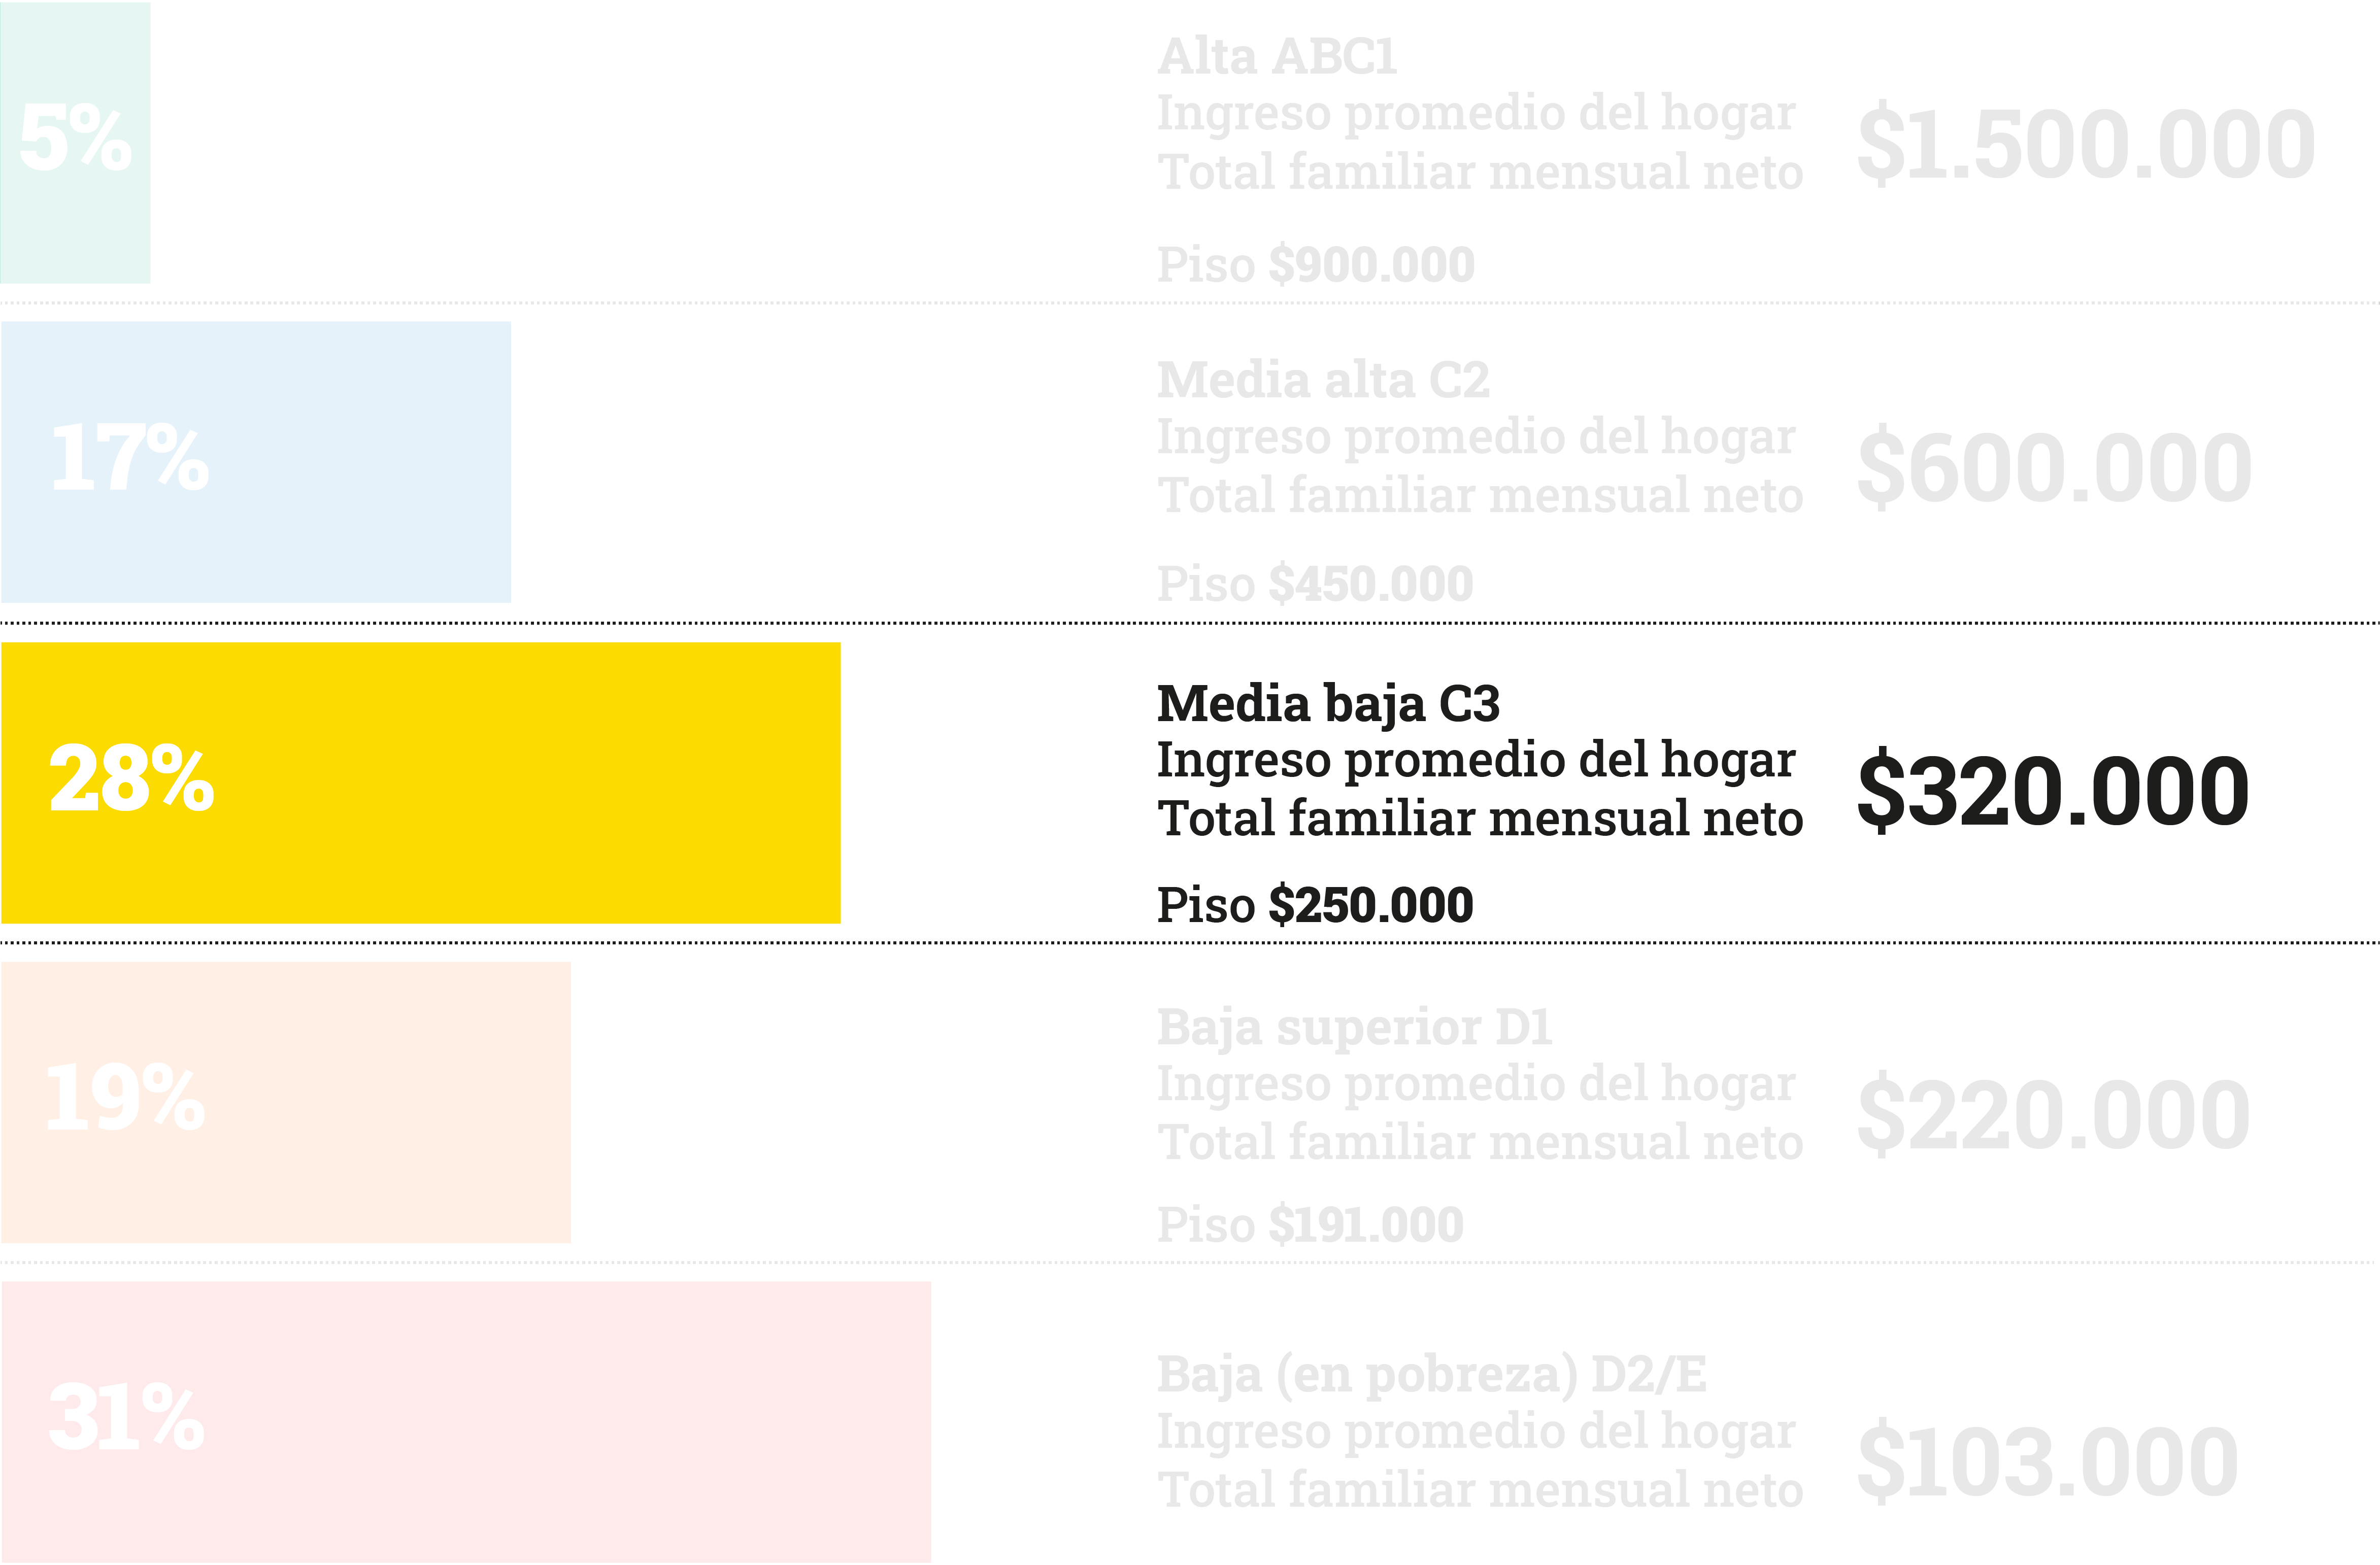 5%
Alta ABC1
Ingreso promedio del hogar
Total familiar mensual neto
$1.500.000
Piso $900.000
17%
Media alta C2
Ingreso promedio del hogar
Total familiar mensual neto
$600.000
Piso $450.000
28%
Media baja C3
Ingreso promedio del hogar
Total familiar mensual neto
$320.000
Piso $250.000
19%
Baja superior D1
Ingreso promedio del hogar
Total familiar mensual neto
$220.000
Piso $191.000
31%
Baja (en pobreza) D2/E
Ingreso promedio del hogar
Total familiar mensual neto
$103.000